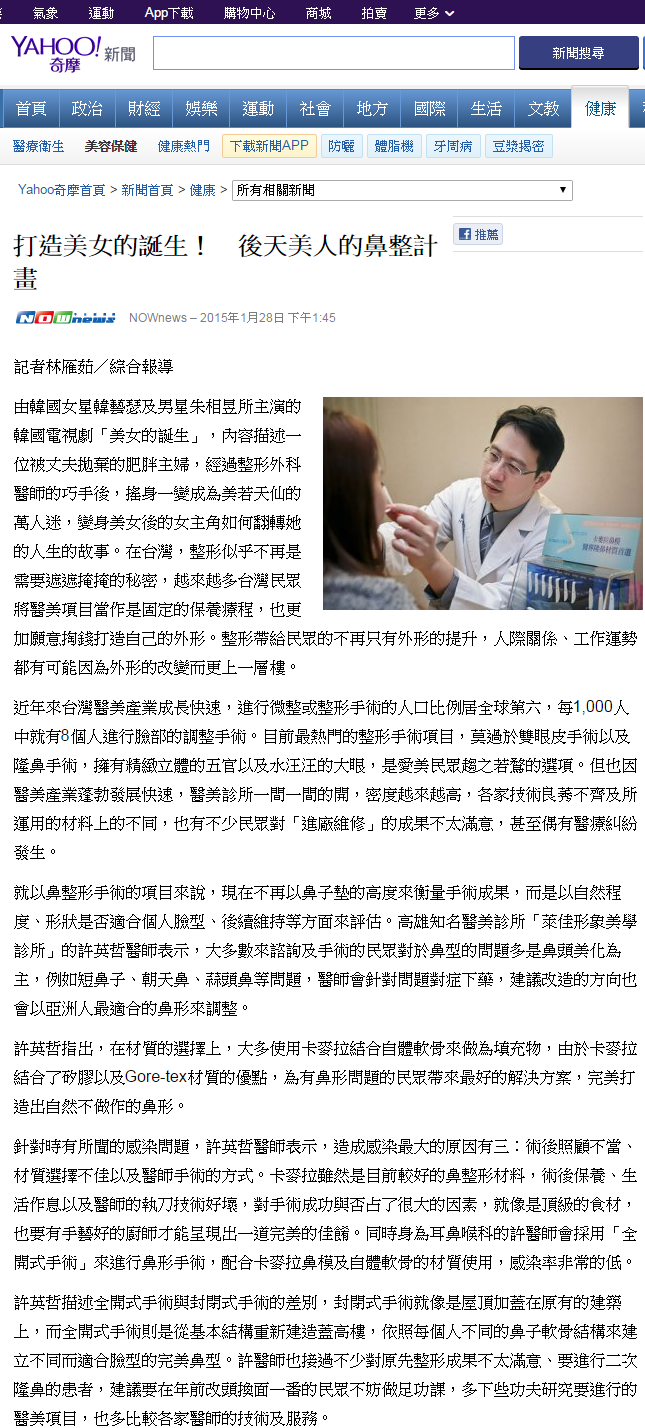 氣象 運動 App下載 購物中心 商城 拍賣 更多
YAHOO! 奇摩 新聞
新聞搜尋
首頁 政治 財經 娛樂 運動 社會 地方 國際 生活 文教 健康
醫療衛生 美容保健 健康熱門 下載新聞APP 防曬 體脂機 牙周病 豆漿揭密
Yahoo奇摩首頁 > 新聞首頁 > 健康 > 所有相關新聞
打造美女的誕生！　後天美人的鼻整計
畫
推薦
NOWnews NOWnews – 2015年1月28日 下午1:45
記者林雁茹／綜合報導
由韓國女星韓藝瑟及男星朱相昱所主演的
韓國電視劇「美女的誕生」，內容描述一
位被丈夫拋棄的肥胖主婦，經過整形外科
醫師的巧手後，搖身一變成為美若天仙的
萬人迷，變身美女後的女主角如何翻轉她
的人生的故事。在台灣，整形似乎不再是
需要遮遮掩掩的秘密，越來越多台灣民眾
將醫美項目當作是固定的保養療程，也更
加願意掏錢打造自己的外形。整形帶給民眾的不再只有外形的提升，人際關係、工作運勢
都有可能因為外形的改變而更上一層樓。
卡麥拉鼻模
醫療隆鼻材質首選
近年來台灣醫美產業成長快速，進行微整或整形手術的人口比例居全球第六，每1,000人
中就有8個人進行臉部的調整手術。目前最熱門的整形手術項目，莫過於雙眼皮手術以及
隆鼻手術，擁有精緻立體的五官以及水汪汪的大眼，是愛美民眾趨之若鶩的選項。但也因
醫美產業蓬勃發展快速，醫美診所一間一間的開，密度越來越高，各家技術良莠不齊及所
運用的材料上的不同，也有不少民眾對「進廠維修」的成果不太滿意，甚至偶有醫療糾紛
發生。
就以鼻整形手術的項目來說，現在不再以鼻子墊的高度來衡量手術成果，而是以自然程
度、形狀是否適合個人臉型、後續維持等方面來評估。高雄知名醫美診所「萊佳形象美學
診所」的許英哲醫師表示，大多數來諮詢及手術的民眾對於鼻型的問題多是鼻頭美化為
主，例如短鼻子、朝天鼻、蒜頭鼻等問題，醫師會針對問題對症下藥，建議改造的方向也
會以亞洲人最適合的鼻形來調整。
許英哲指出，在材質的選擇上，大多使用卡麥拉結合自體軟骨來做為填充物，由於卡麥拉
結合了矽膠以及Gore-tex材質的優點，為有鼻形問題的民眾帶來最好的解決方案，完美打
造出自然不做作的鼻形。
針對時有所聞的感染問題，許英哲醫師表示，造成感染最大的原因有三：術後照顧不當、
材質選擇不佳以及醫師手術的方式。卡麥拉雖然是目前較好的鼻整形材料，術後保養、生
活作息以及醫師的執刀技術好壞，對手術成功與否占了很大的因素，就像是頂級的食材，
也要有手藝好的廚師才能呈現出一道完美的佳餚。同時身為耳鼻喉科的許醫師會採用「全
開式手術」來進行鼻形手術，配合卡麥拉鼻模及自體軟骨的材質使用，感染率非常的低。
許英哲描述全開式手術與封閉式手術的差別，封閉式手術就像是屋頂加蓋在原有的建築
上，而全開式手術則是從基本結構重新建造蓋高樓，依照每個人不同的鼻子軟骨結構來建
立不同而適合臉型的完美鼻型。許醫師也接過不少對原先整形成果不太滿意、要進行二次
隆鼻的患者，建議要在年前改頭換面一番的民眾不妨做足功課，多下些功夫研究要進行的
醫美項目，也多比較各家醫師的技術及服務。